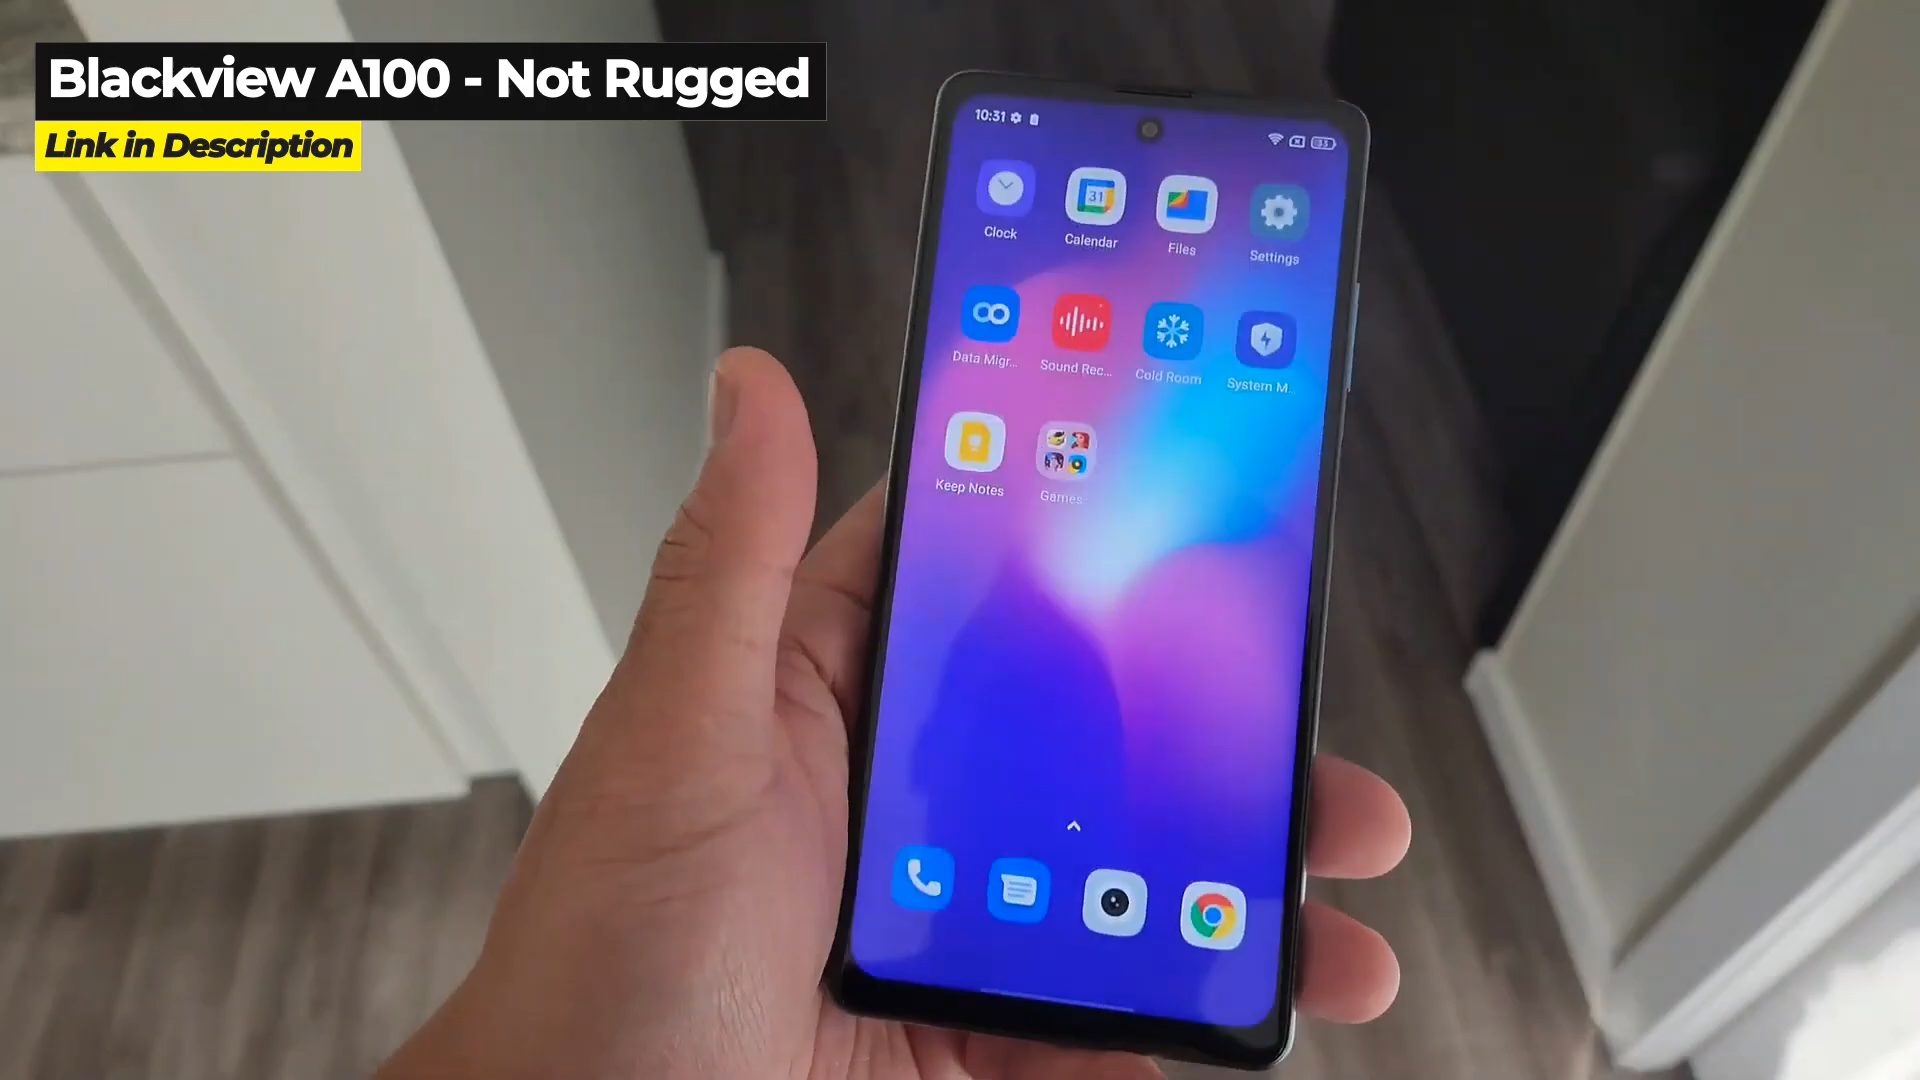 Blackview A100 - Not Rugged
Link in Description
10:31
Clock Calendar Files Settings
31
Data Migr... Sound Rec... Cold Room System M...
Keep Notes Games